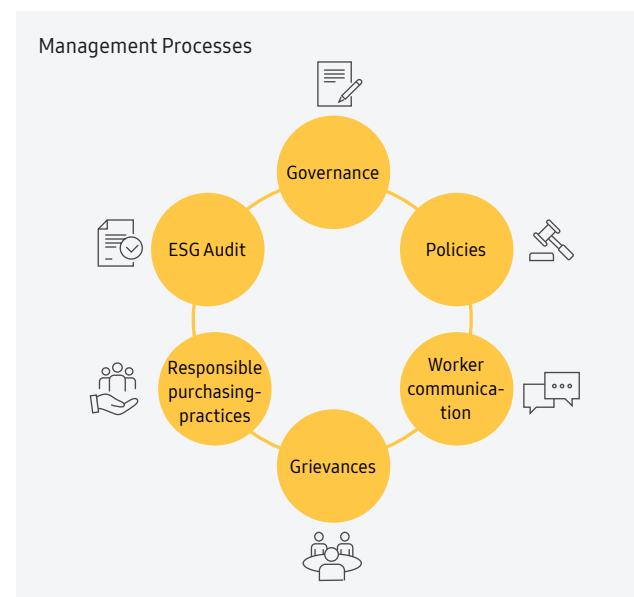 Management Processes
Governance
ESG Audit
Policies
Responsible
purchasing-
practices
Worker
communica-
tion
Grievances